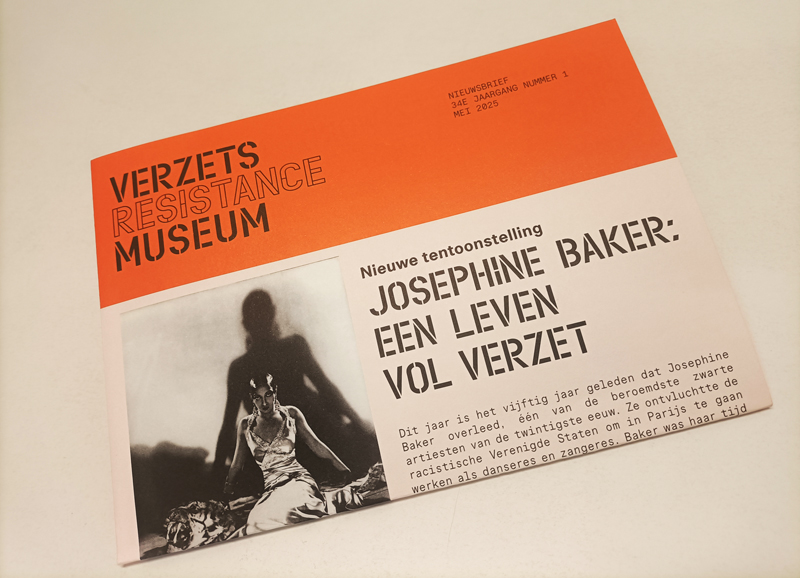 NIEUWSBRIEF
34E JAARGANG NUMMER 1
MEI 2025
VERZETS
RESISTANCE
MUSEUM
Nieuwe tentoonstelling
JOSEPHINE BAKER:
EEN LEVEN
VOL VERZET
Dit jaar is het vijftig jaar geleden dat Josephine
Baker overleed, één van de beroemdste zwarte
artiesten van de twintigste eeuw. Ze ontvluchtte de
racistische Verenigde Staten om in Parijs te gaan
werken als danseres en zangeres. Baker was haar tijd